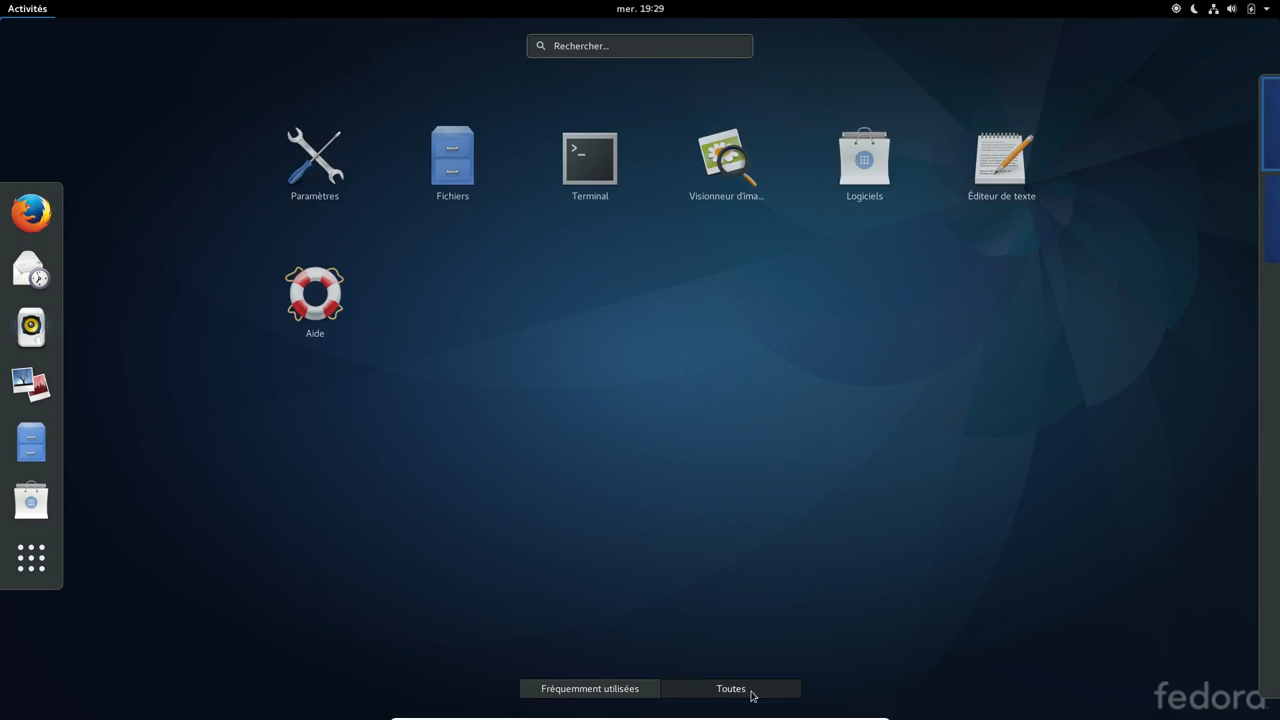 Activités
mer. 19:29
Rechercher...
Paramètres
Fichiers
Terminal
Visionneur d'ima...
Logiciels
Éditeur de texte
Aide
Fréquemment utilisées
Toutes
fedora